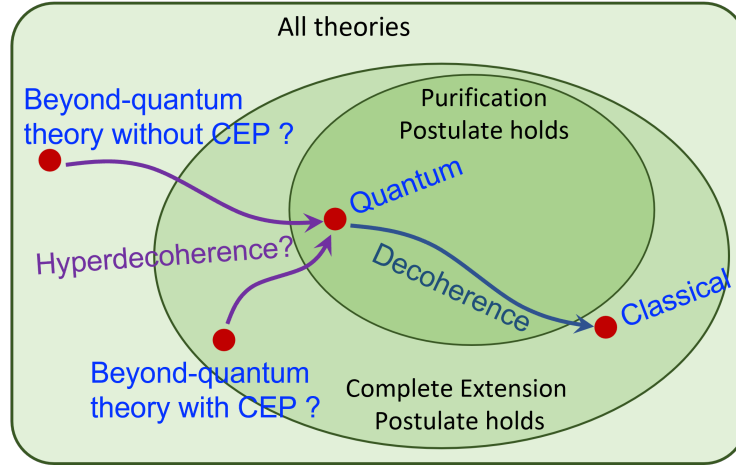 All theories
Beyond-quantum
theory without CEP ?
Purification
Postulate holds
Quantum
Hyperdecoherence?
Decoherence
Classical
Beyond-quantum
theory with CEP ?
Complete Extension
Postulate holds